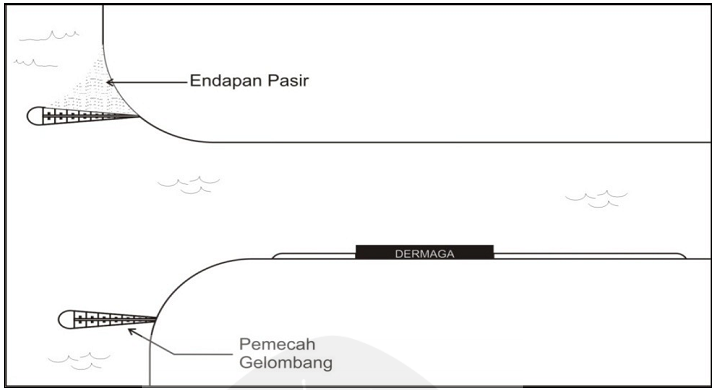 Endapan Pasir
DERMAGA
Pemecah
Gelombang